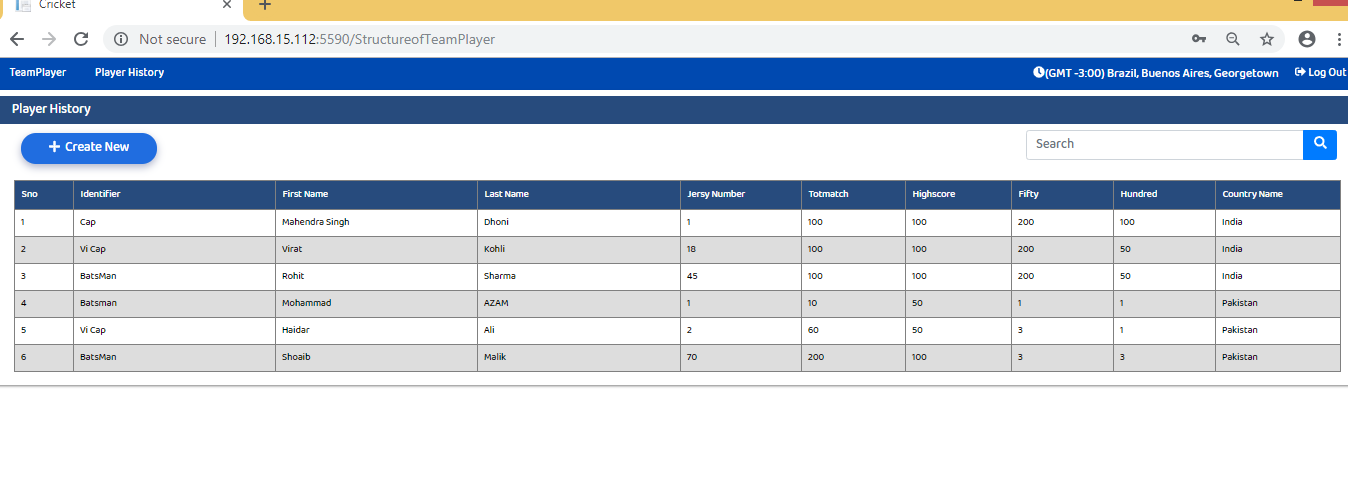 Cricket
Not secure 192.168.15.112:5590/StructureofTeamPlayer
TeamPlayer Player History (GMT -3:00) Brazil, Buenos Aires, Georgetown Log Out
Player History
Create New Search
Sno Identifier First Name Last Name Jersy Number Totmatch Highscore Fifty Hundred Country Name
1 Cap Mahendra Singh Dhoni 1 100 100 200 100 India
2 Vi Cap Virat Kohli 18 100 100 200 50 India
3 BatsMan Rohit Sharma 45 100 100 200 50 India
4 Batsman Mohammad AZAM 1 10 50 1 1 Pakistan
5 Vi Cap Haidar Ali 2 60 50 3 1 Pakistan
6 BatsMan Shoaib Malik 70 200 100 3 3 Pakistan